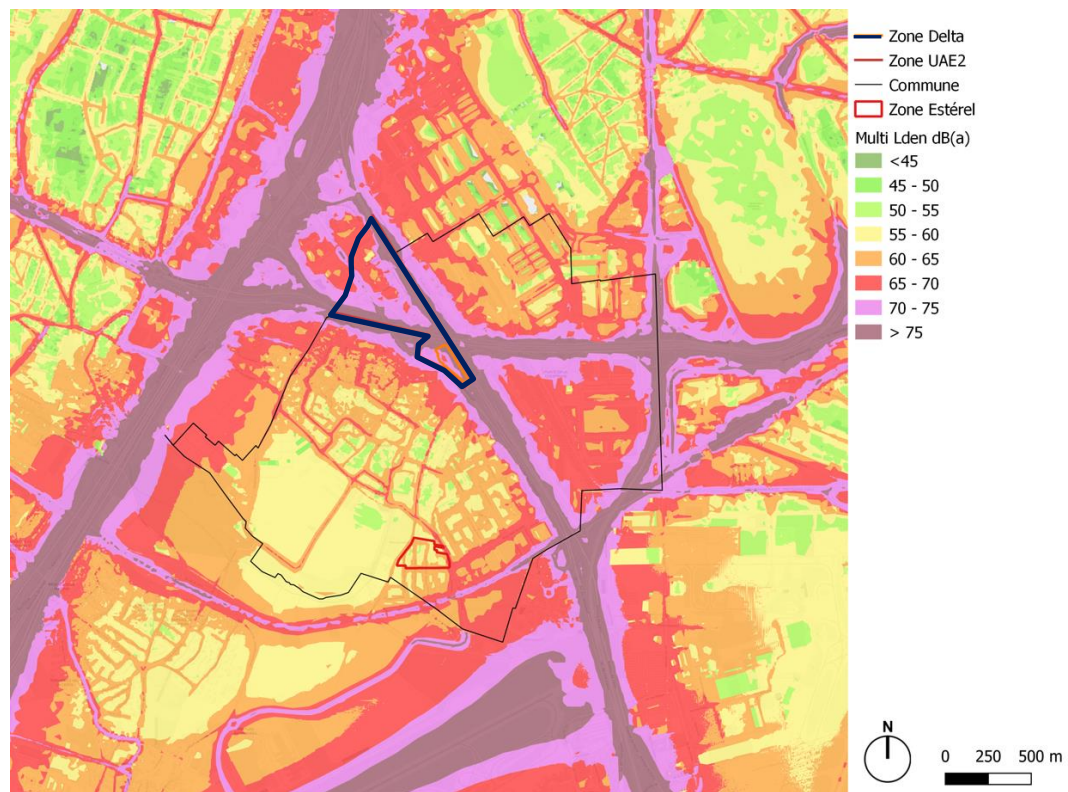 Zone Delta
Zone UAE2
Commune
Zone Estérel
Multi Lden dB(a)
<45
45 - 50
50 - 55
55 - 60
60 - 65
65 - 70
70 - 75
> 75
N
0 250 500 m